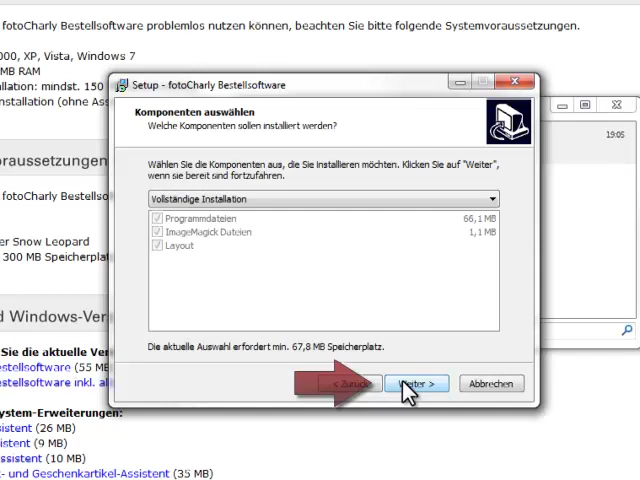 fotoCharly Bestellsoftware problemlos nutzen können, beachten Sie bitte folgende Systemvoraussetzungen.
000, XP, Vista, Windows 7
MB RAM
allation: mindst. 150
nstallation (ohne Ass
Setup - fotoCharly Bestellsoftware
Komponenten auswählen
Welche Komponenten sollen installiert werden?
19:05
oraussetzungen
Wählen Sie die Komponenten aus, die Sie installieren möchten. Klicken Sie auf "Weiter", wenn sie bereit sind fortzufahren.
fotoCharly Bestellso
Vollständige Installation
Programmdateien 66,1 MB
ImageMagick Dateien 1,1 MB
Layout
er Snow Leopard
300 MB Speicherplat
d Windows-Ver
Sie die aktuelle Ver
Die aktuelle Auswahl erfordert min. 67,8 MB Speicherplatz.
estellsoftware (55 MB
estellsoftware inkl. al
< Zurück
Weiter >
Abbrechen
ystem-Erweiterungen:
sistent (26 MB)
istent (9 MB)
ssistent (10 MB)
- und Geschenkartikel-Assistent (35 MB)